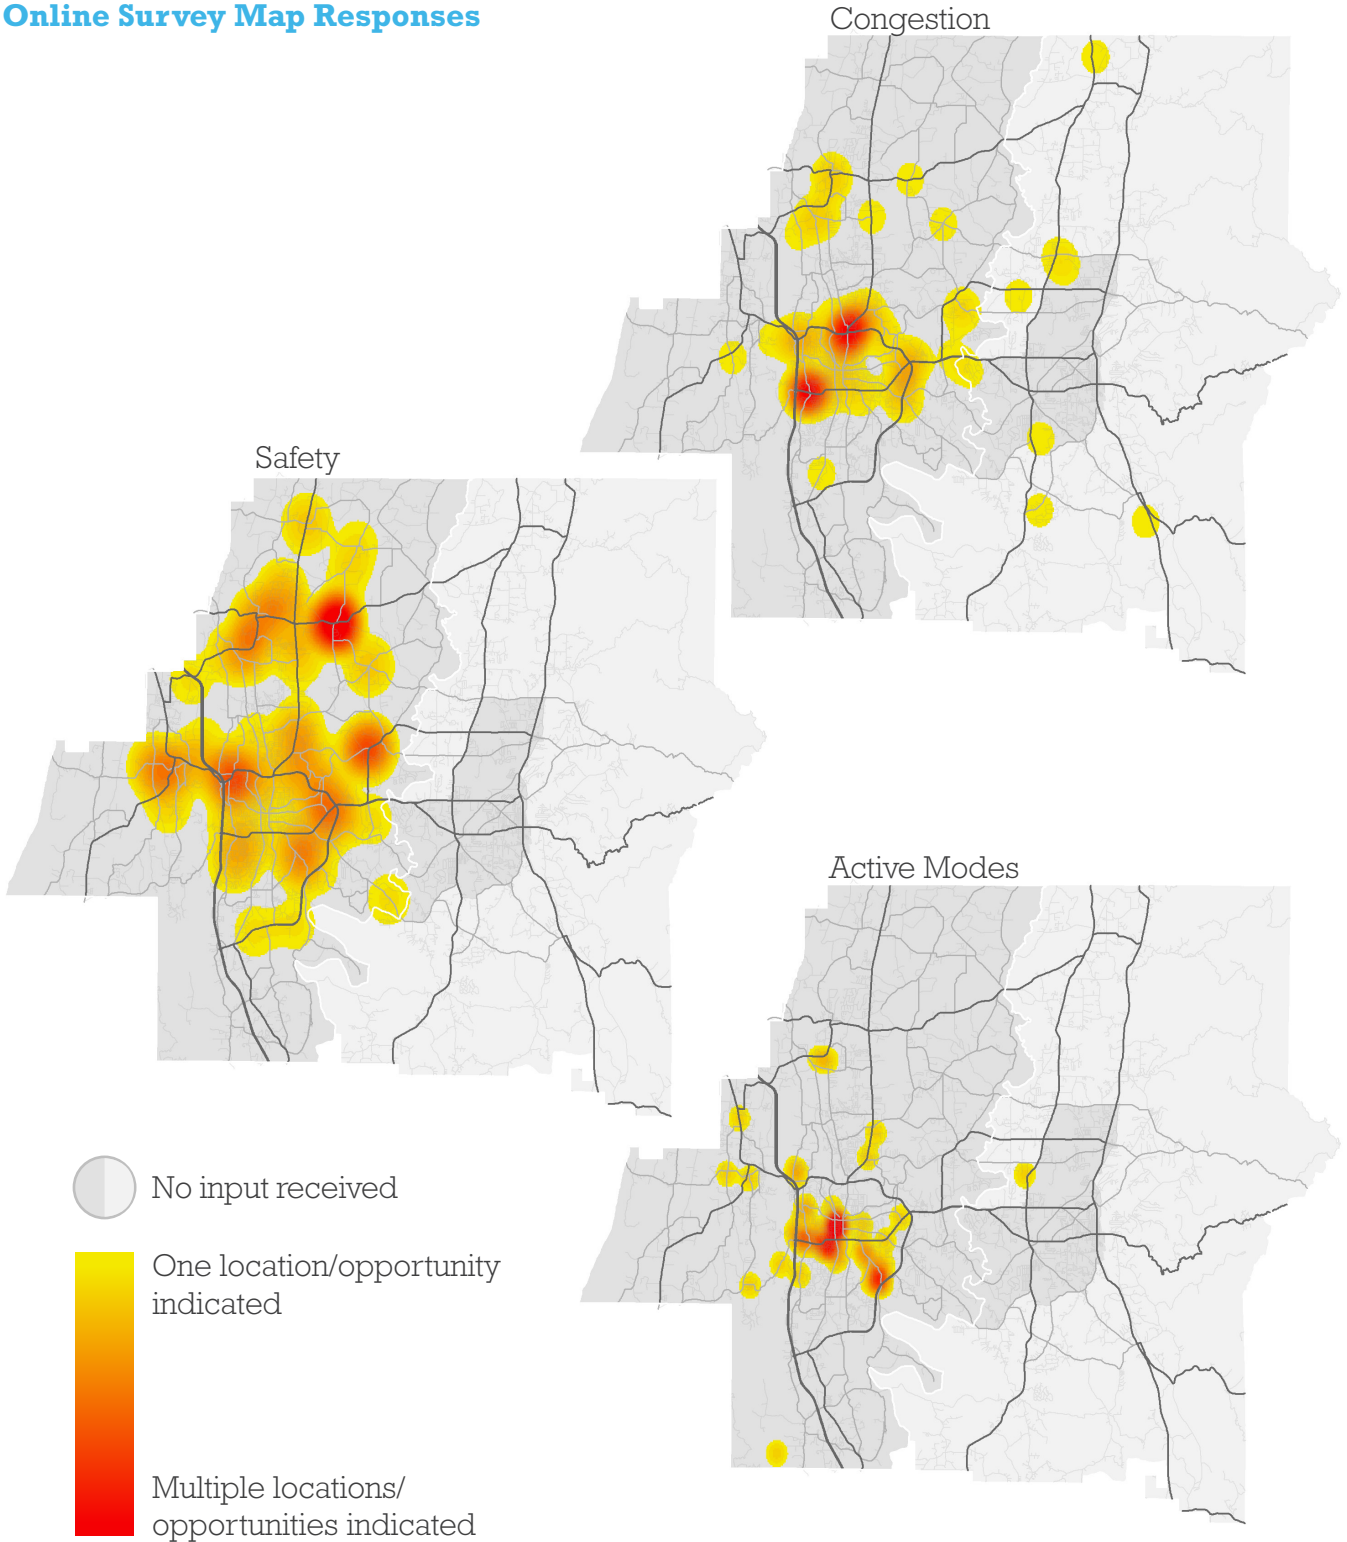 Online Survey Map Responses
Congestion
Safety
Active Modes
No input received
One location/opportunity
indicated
Multiple locations/
opportunities indicated